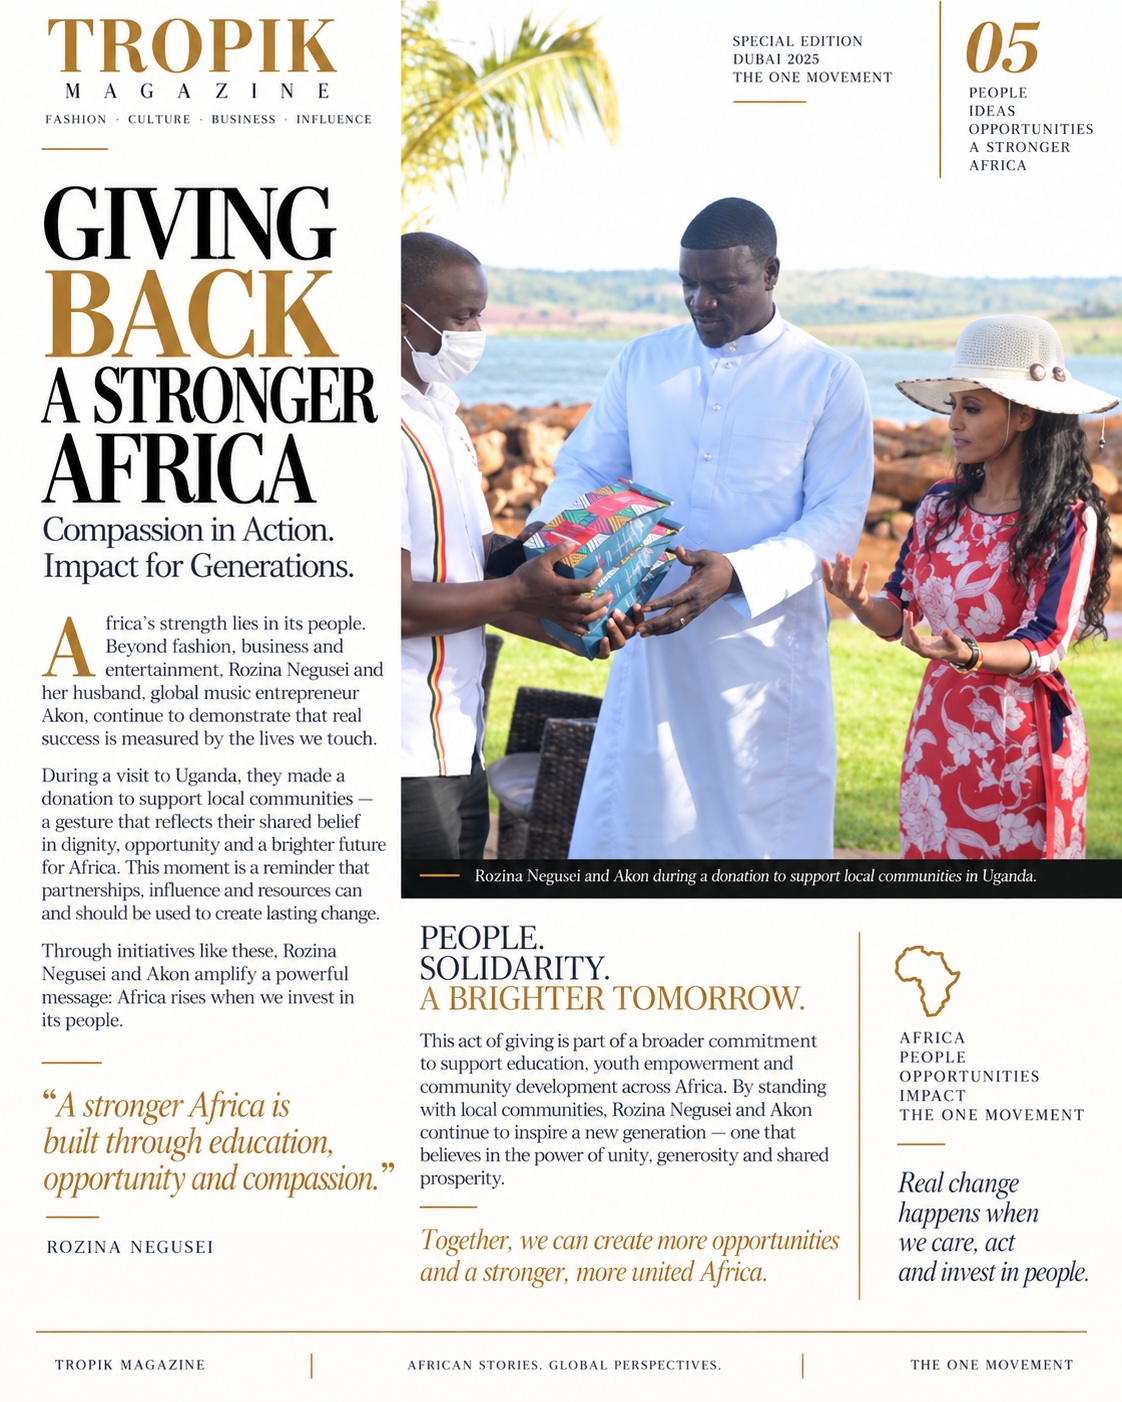 TROPIK
MAGAZINE
FASHION · CULTURE · BUSINESS · INFLUENCE
GIVING
BACK
A STRONGER
AFRICA
Compassion in Action.
Impact for Generations.
Africa’s strength lies in its people.
Beyond fashion, business and
entertainment, Rozina Negusei and
her husband, global music entrepreneur
Akon, continue to demonstrate that real
success is measured by the lives we touch.
During a visit to Uganda, they made a
donation to support local communities —
a gesture that reflects their shared belief
in dignity, opportunity and a brighter future
for Africa. This moment is a reminder that
partnerships, influence and resources can
and should be used to create lasting change.
Through initiatives like these, Rozina
Negusei and Akon amplify a powerful
message: Africa rises when we invest in
its people.
“A stronger Africa is
built through education,
opportunity and compassion.”
ROZINA NEGUSEI
SPECIAL EDITION
DUBAI 2025
THE ONE MOVEMENT
05
PEOPLE
IDEAS
OPPORTUNITIES
A STRONGER
AFRICA
Rozina Negusei and Akon during a donation to support local communities in Uganda.
PEOPLE.
SOLIDARITY.
A BRIGHTER TOMORROW.
This act of giving is part of a broader commitment
to support education, youth empowerment and
community development across Africa. By standing
with local communities, Rozina Negusei and Akon
continue to inspire a new generation — one that
believes in the power of unity, generosity and shared
prosperity.
Together, we can create more opportunities
and a stronger, more united Africa.
AFRICA
PEOPLE
OPPORTUNITIES
IMPACT
THE ONE MOVEMENT
Real change
happens when
we care, act
and invest in people.
TROPIK MAGAZINE
AFRICAN STORIES. GLOBAL PERSPECTIVES.
THE ONE MOVEMENT